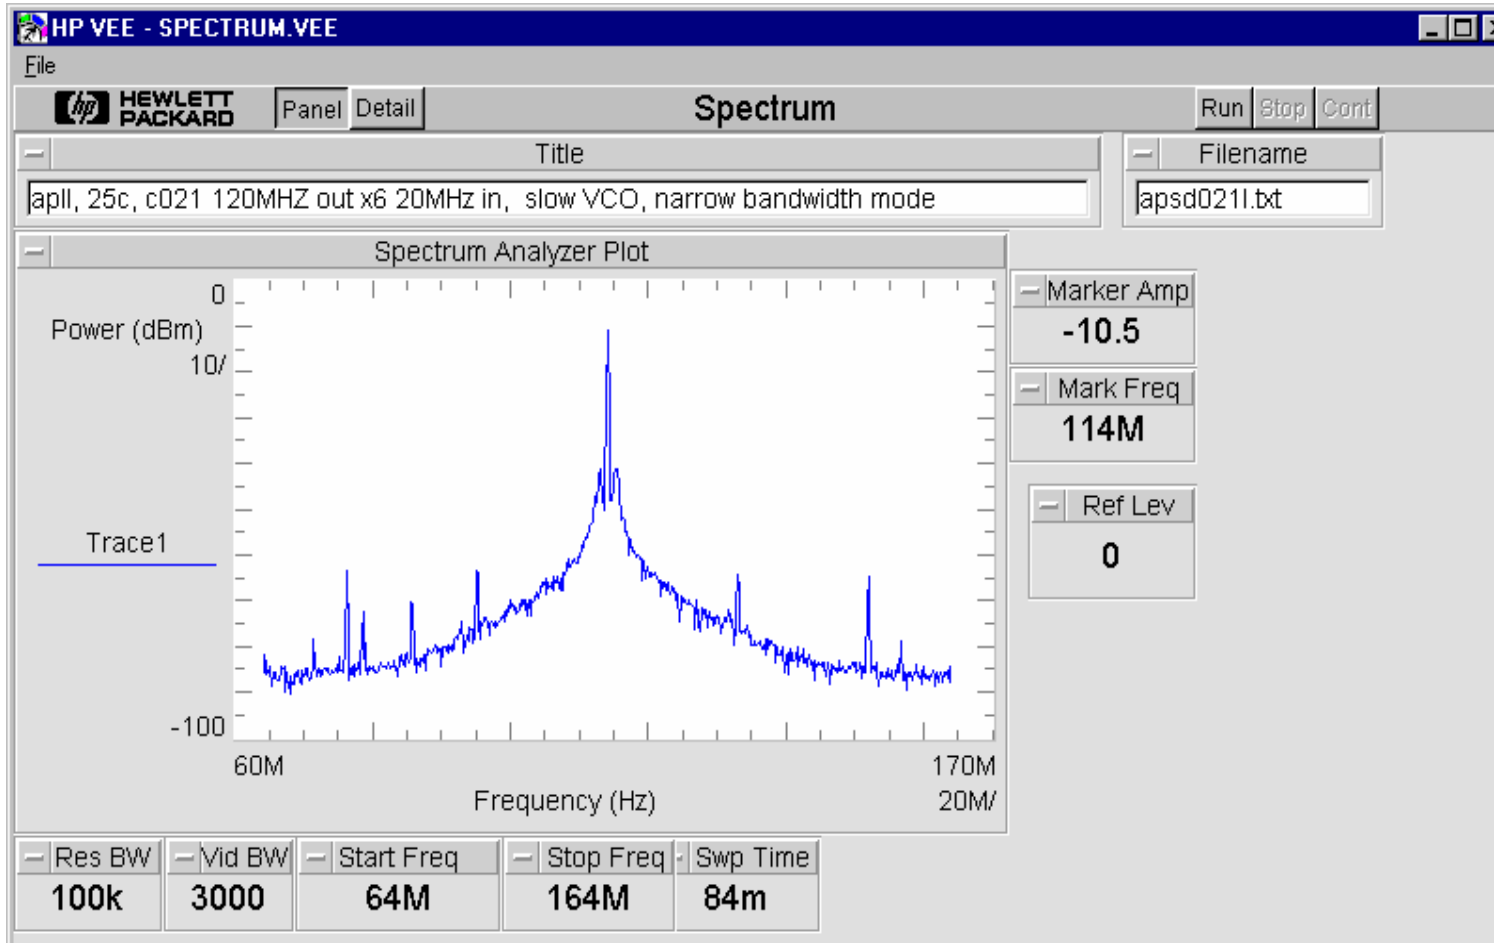 HP VEE - SPECTRUM.VEE
File
hp HEWLETT PACKARD
Panel Detail
Spectrum
Run Stop Cont
Title
apll, 25c, c021 120MHZ out x6 20MHz in, slow VCO, narrow bandwidth mode
Filename
apsd021l.txt
Spectrum Analyzer Plot
0
Power (dBm)
10/
Trace1
-100
60M
170M
Frequency (Hz)
20M/
Marker Amp
-10.5
Mark Freq
114M
Ref Lev
0
Res BW
100k
Vid BW
3000
Start Freq
64M
Stop Freq
164M
Swp Time
84m